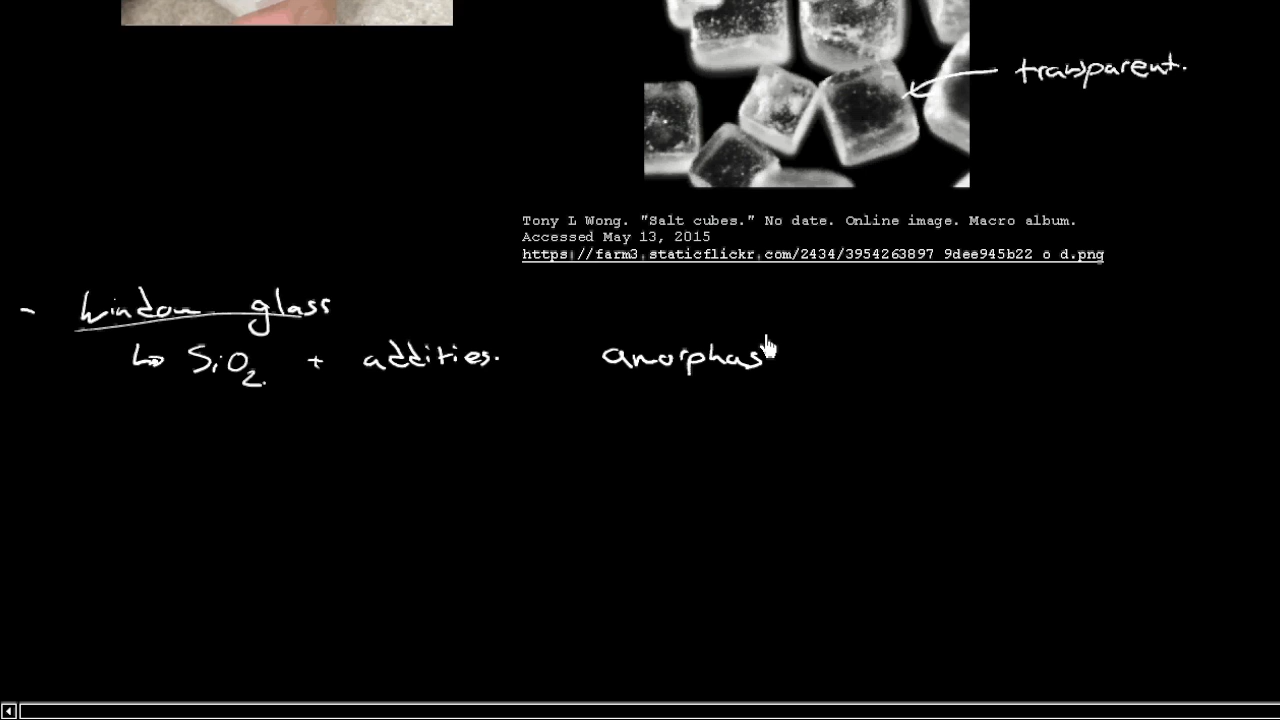 transparent.
Tony L Wong. "Salt cubes." No date. Online image. Macro album.
Accessed May 13, 2015
https://farm3.staticflickr.com/2434/3954263897_9dee945b22_o_d.png
- Window glass
↳ SiO2. + addities. amorphas